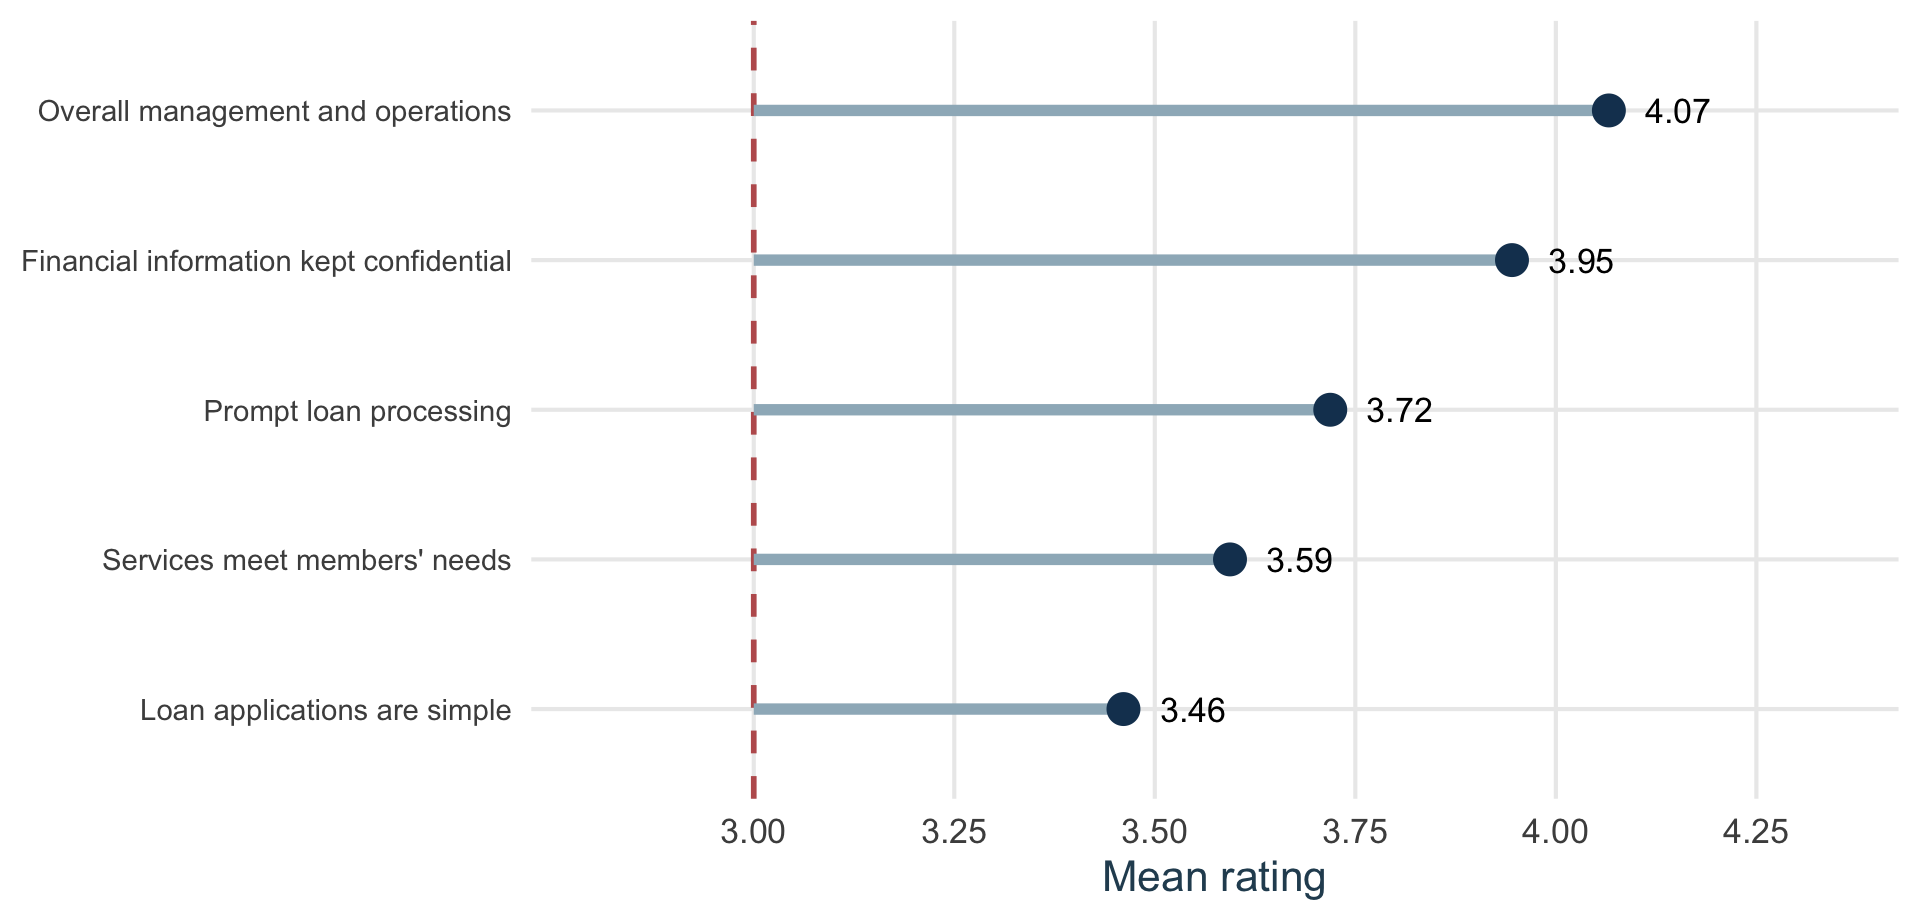 Overall management and operations 4.07
Financial information kept confidential 3.95
Prompt loan processing 3.72
Services meet members' needs 3.59
Loan applications are simple 3.46
3.00 3.25 3.50 3.75 4.00 4.25
Mean rating